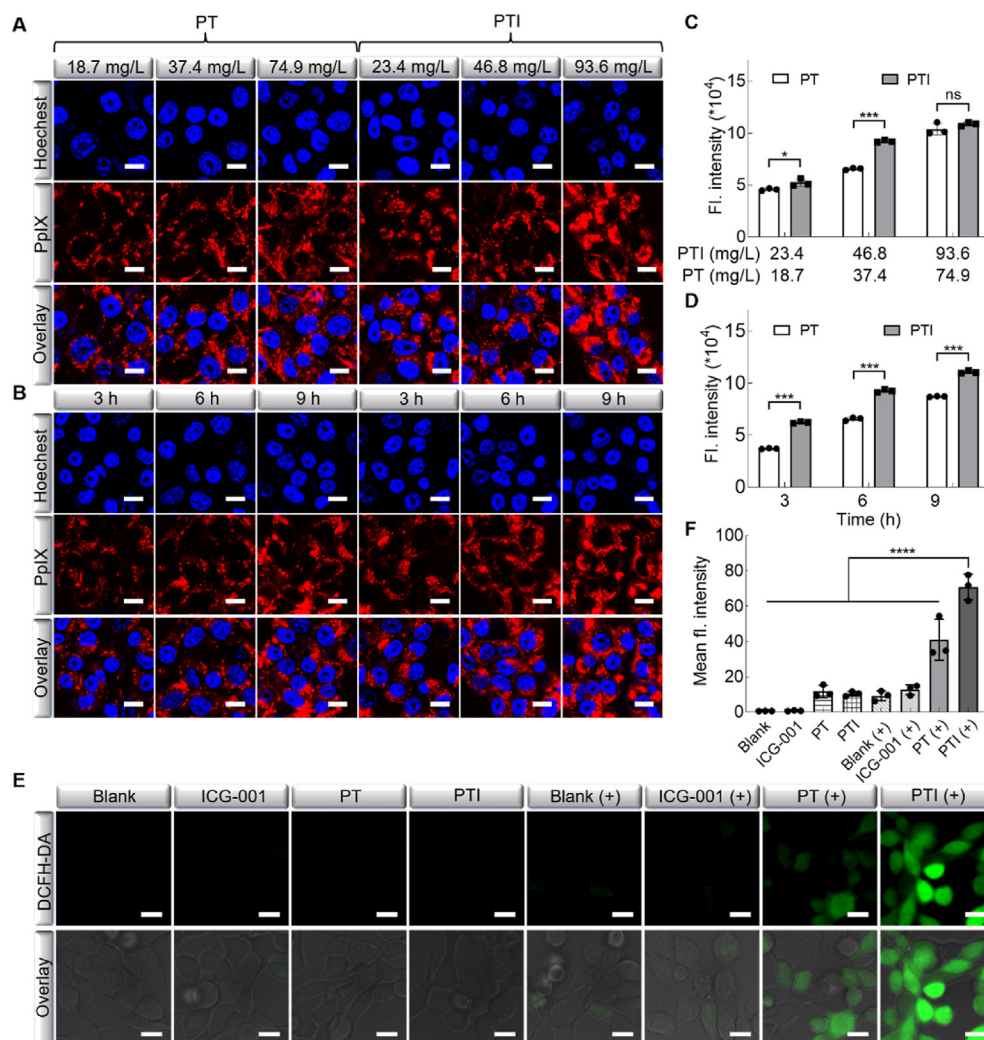 A
PT PTI
18.7 mg/L 37.4 mg/L 74.9 mg/L 23.4 mg/L 46.8 mg/L 93.6 mg/L
Hoechest
PpIX
Overlay
B
3 h 6 h 9 h 3 h 6 h 9 h
Hoechest
PpIX
Overlay
C
Fl. intensity (*10⁴)
15
10
5
0
PT PTI
* *** ns
PTI (mg/L) 23.4 46.8 93.6
PT (mg/L) 18.7 37.4 74.9
D
Fl. intensity (*10⁴)
15
10
5
0
PT PTI
*** *** ***
3 6 9
Time (h)
F
Mean fl. intensity
100
80
60
40
20
0
****
Blank ICG-001 PT PTI Blank (+) ICG-001 (+) PT (+) PTI (+)
E
Blank ICG-001 PT PTI Blank (+) ICG-001 (+) PT (+) PTI (+)
DCFH-DA
Overlay